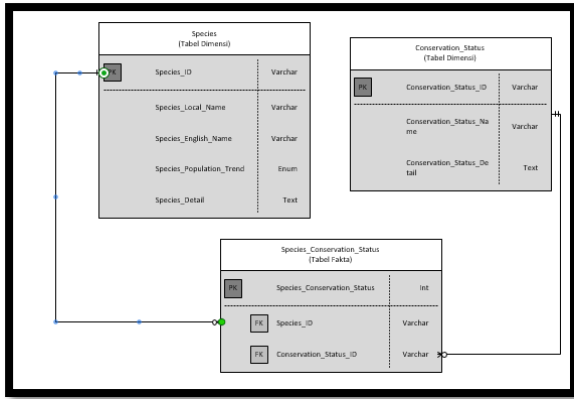 Species
(Tabel Dimensi)
PK Species_ID Varchar
Species_Local_Name Varchar
Species_English_Name Varchar
Species_Population_Trend Enum
Species_Detail Text
Conservation_Status
(Tabel Dimensi)
PK Conservation_Status_ID Varchar
Conservation_Status_Na
me Varchar
Conservation_Status_De
tail Text
Species_Conservation_Status
(Tabel Fakta)
PK Species_Conservation_Status Int
FK Species_ID Varchar
FK Conservation_Status_ID Varchar